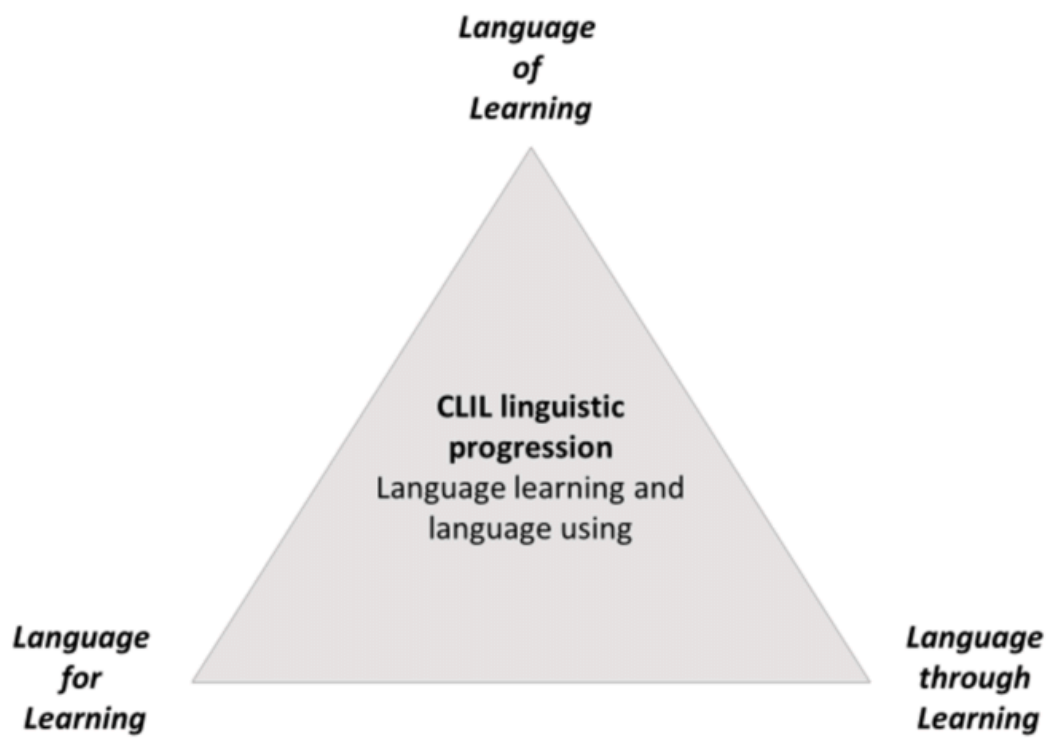 Language
of
Learning
CLIL linguistic
progression
Language learning and
language using
Language
for
Learning
Language
through
Learning